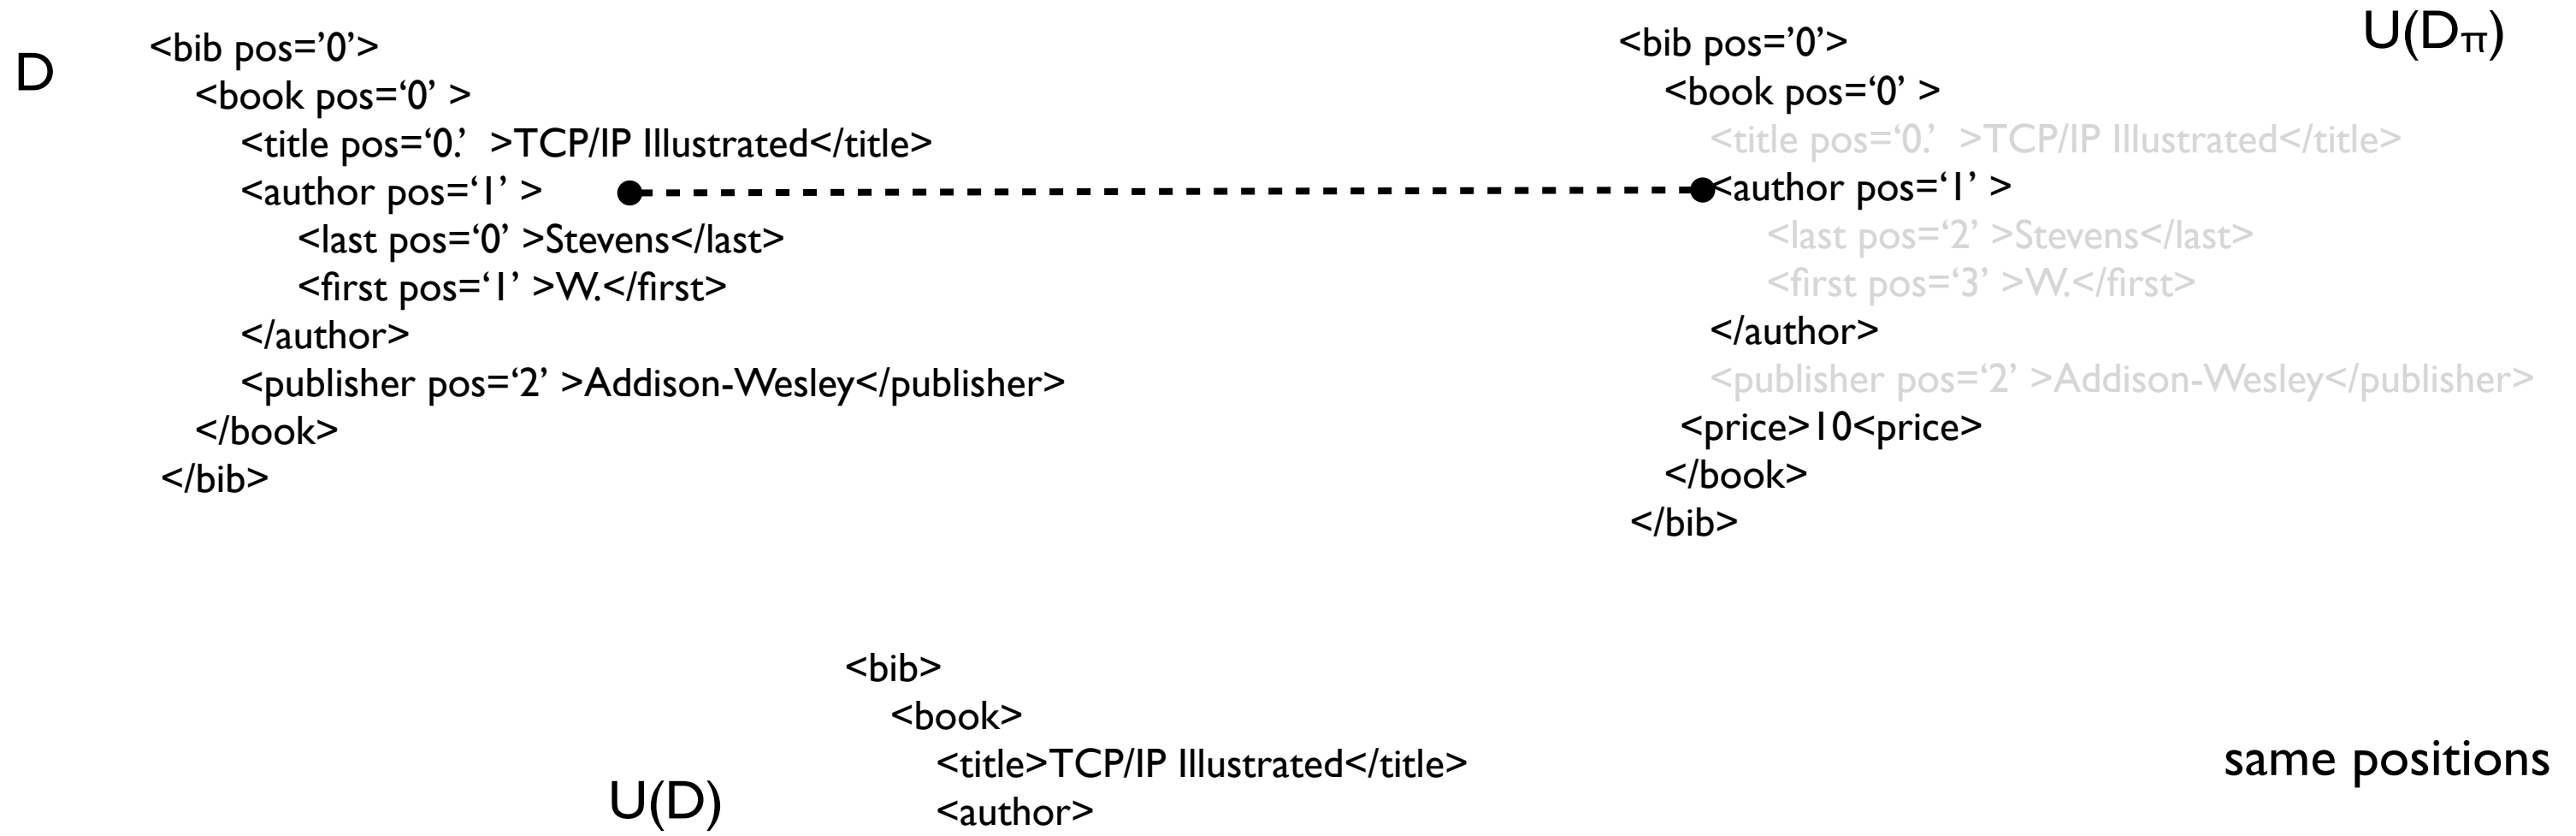 D
<bib pos=’0’>
<book pos=‘0’ >
<title pos=‘0.’ >TCP/IP Illustrated</title>
<author pos=‘1’ >
<last pos=‘0’ >Stevens</last>
<first pos=‘1’ >W.</first>
</author>
<publisher pos=‘2’ >Addison-Wesley</publisher>
</book>
</bib>
U(Dπ)
<bib pos=’0’>
<book pos=‘0’ >
<title pos=‘0.’ >TCP/IP Illustrated</title>
<author pos=‘1’ >
<last pos=‘2’ >Stevens</last>
<first pos=‘3’ >W.</first>
</author>
<publisher pos=‘2’ >Addison-Wesley</publisher>
<price>10<price>
</book>
</bib>
U(D)
<bib>
<book>
<title>TCP/IP Illustrated</title>
<author>
same positions